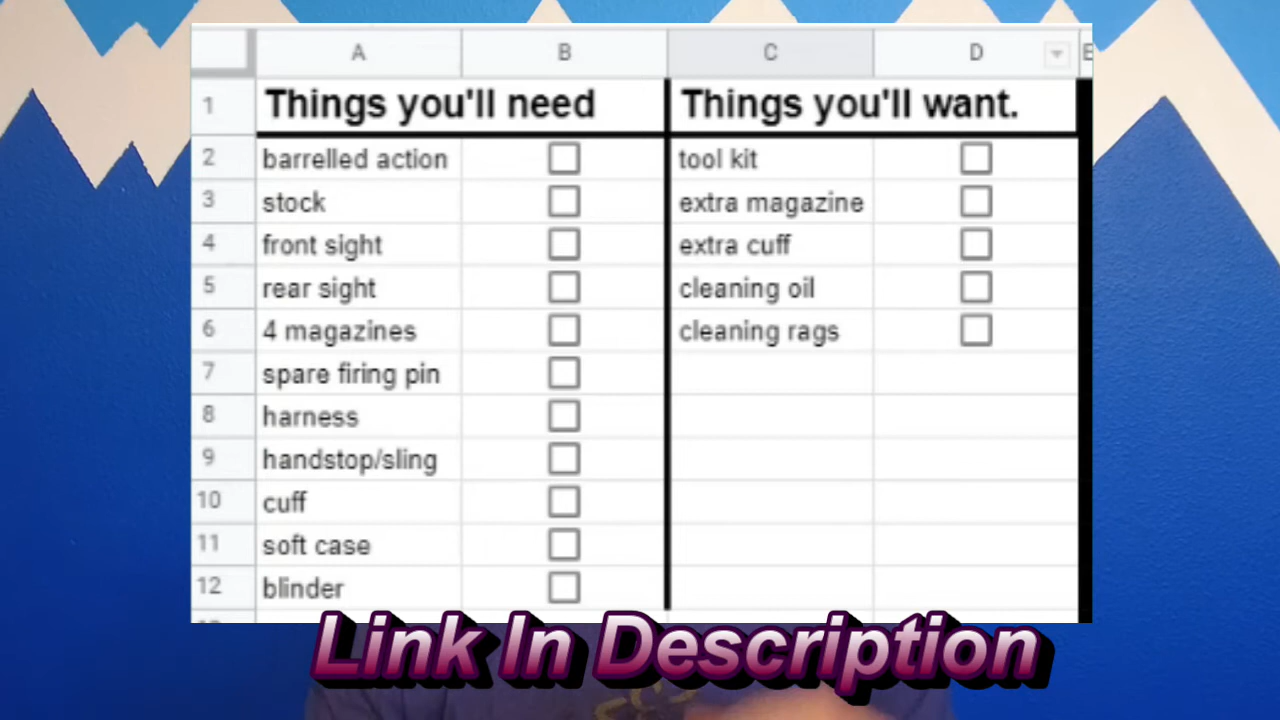 A B C D E
1 Things you'll need Things you'll want.
2 barrelled action tool kit
3 stock extra magazine
4 front sight extra cuff
5 rear sight cleaning oil
6 4 magazines cleaning rags
7 spare firing pin
8 harness
9 handstop/sling
10 cuff
11 soft case
12 blinder
Link In Description